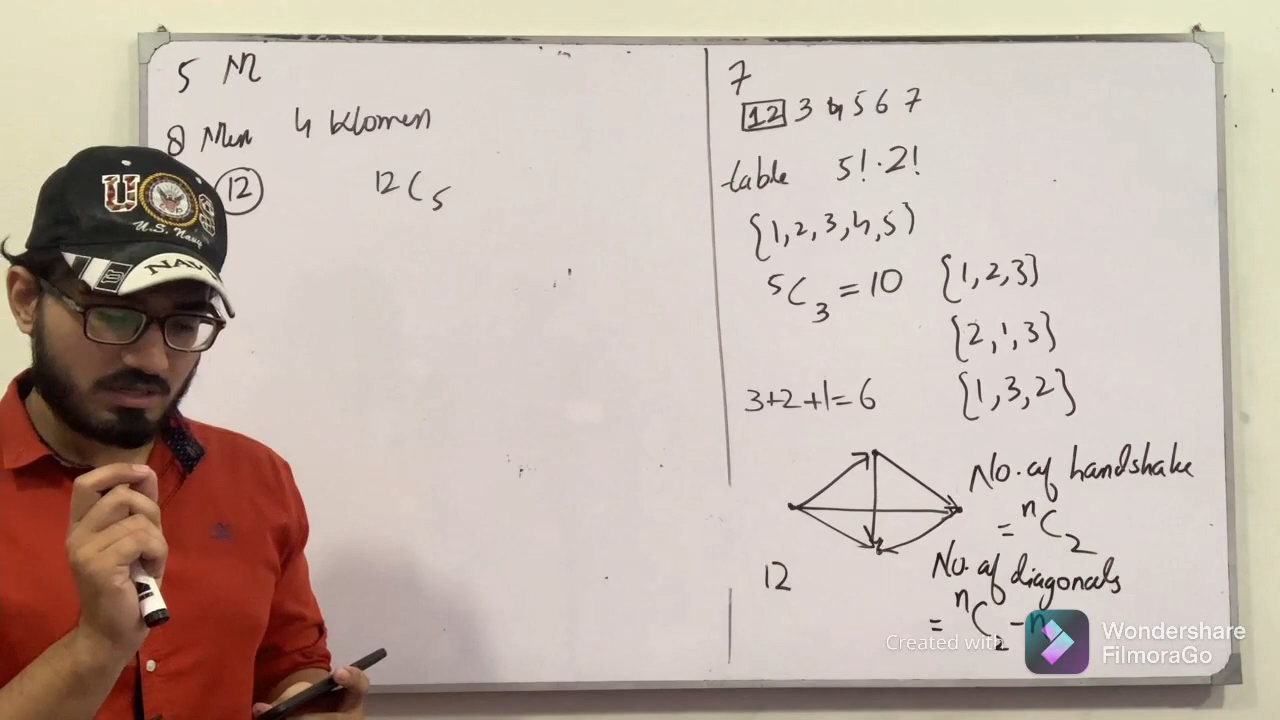 5 M
8 Men 4 Women
12
12C5
7
12 3 4 5 6 7
table 5!·2!
{1,2,3,4,5}
5C3 = 10 {1,2,3}
{2,1,3}
3+2+1=6 {1,3,2}
No. of handshake
= nC2
12
No. of diagonals
= nC2 - n
U S
U.S. Navy
NAV
Created with
Wondershare
FilmoraGo